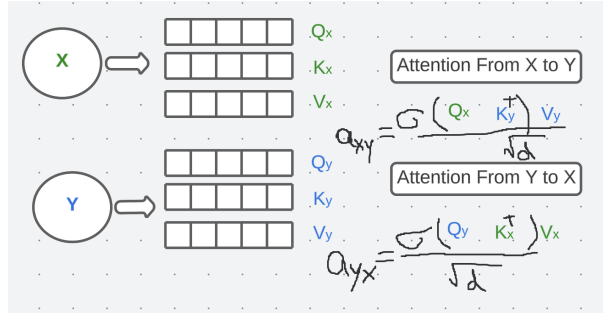 X
Qx
Kx
Vx
Attention From X to Y
axy = σ(Qx Ky^T) Vy
√d
Y
Qy
Ky
Vy
Attention From Y to X
ayx = σ(Qy Kx^T) Vx
√d